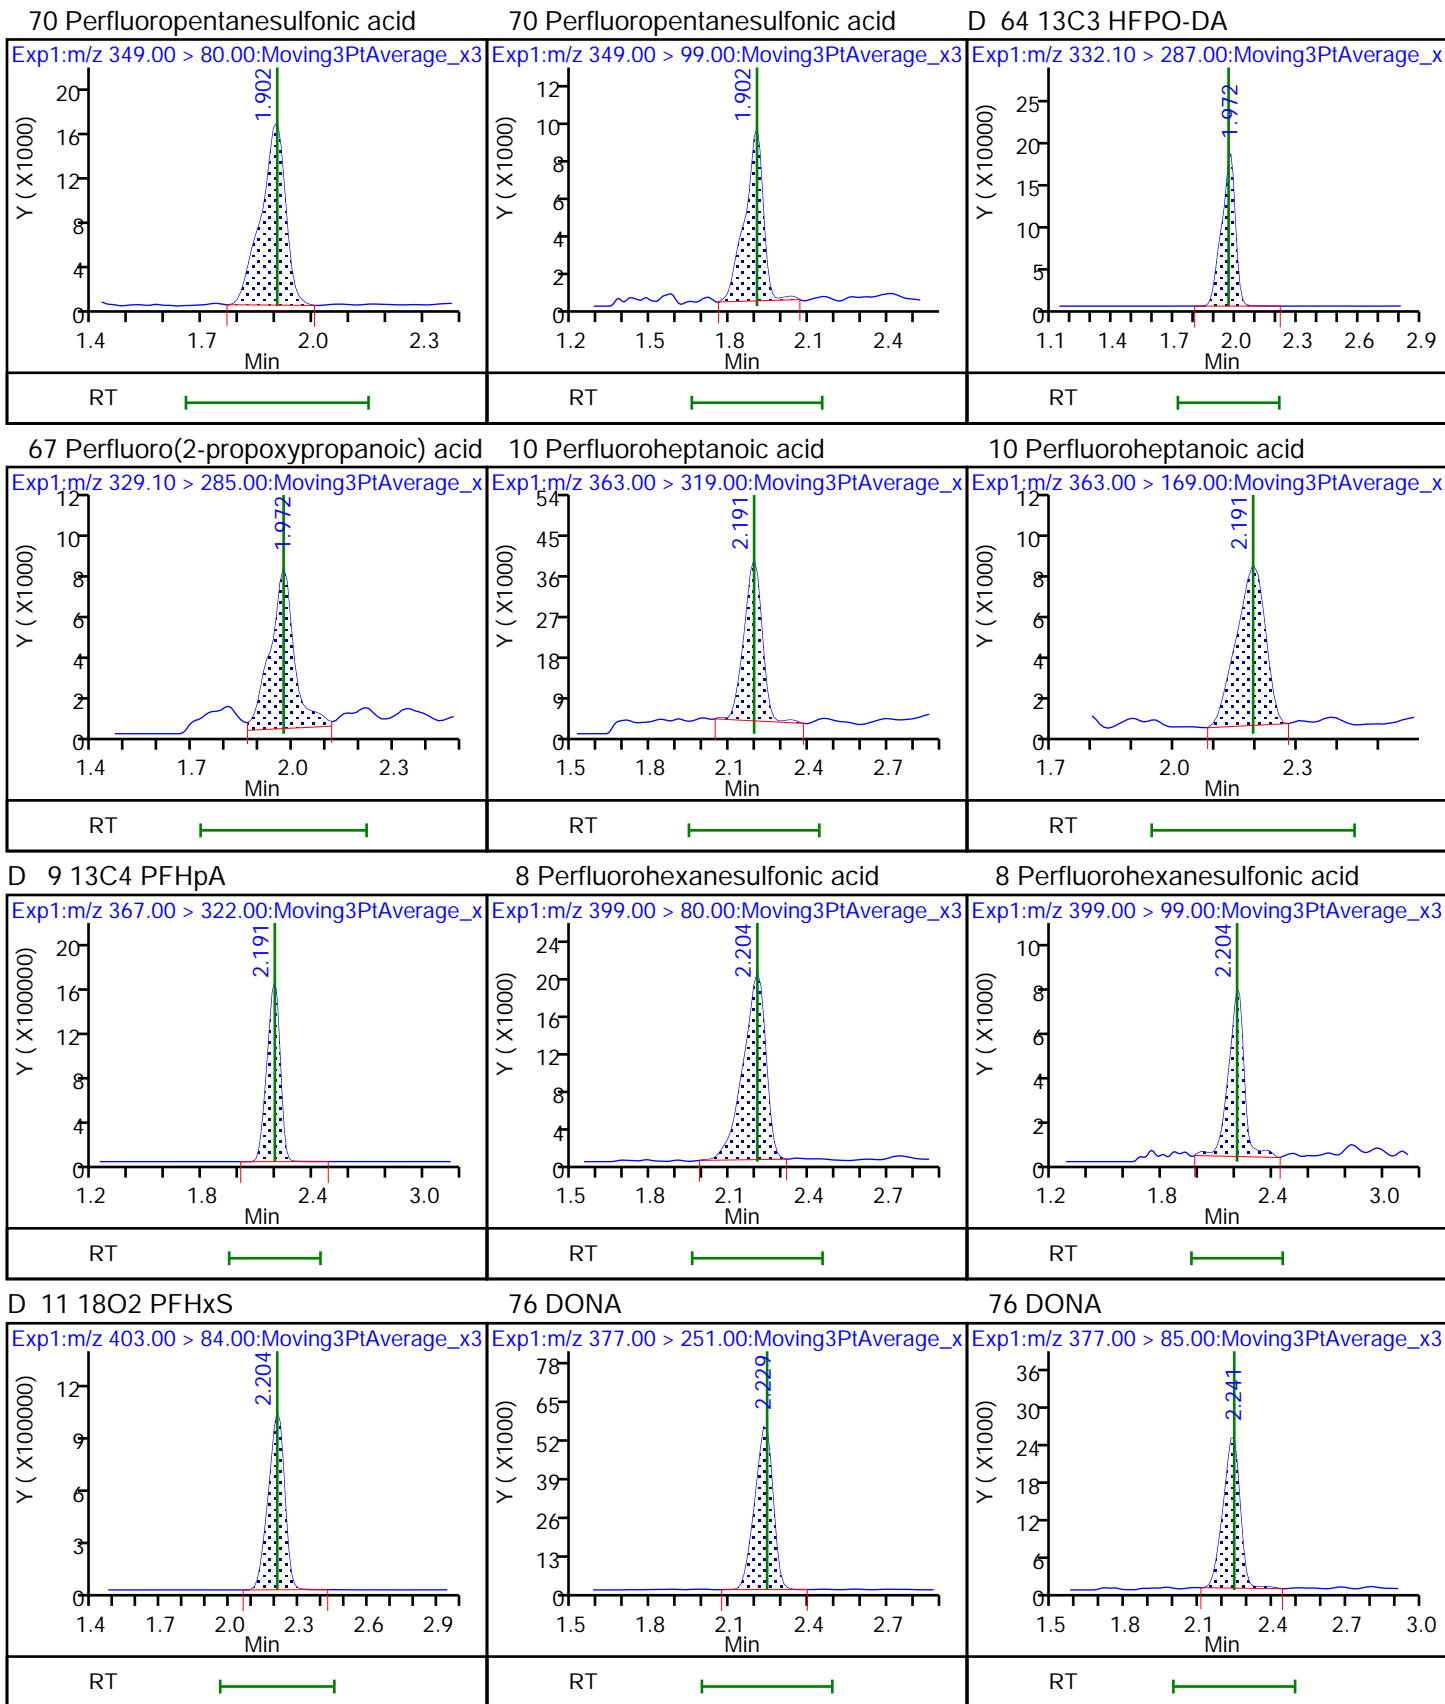 70 Perfluoropentanesulfonic acid
70 Perfluoropentanesulfonic acid
D 64 13C3 HFPO-DA
Exp1:m/z 349.00 > 80.00:Moving3PtAverage_x3
Exp1:m/z 349.00 > 99.00:Moving3PtAverage_x3
Exp1:m/z 332.10 > 287.00:Moving3PtAverage_x
1.902
Y ( X1000)
20
16
12
8
4
0
1.4 1.7 2.0 2.3
Min
RT
1.902
Y ( X1000)
12
10
8
6
4
2
0
1.2 1.5 1.8 2.1 2.4
Min
RT
1.972
Y ( X10000)
25
20
15
10
5
0
1.1 1.4 1.7 2.0 2.3 2.6 2.9
Min
RT
67 Perfluoro(2-propoxypropanoic) acid
10 Perfluoroheptanoic acid
10 Perfluoroheptanoic acid
Exp1:m/z 329.10 > 285.00:Moving3PtAverage_x
Exp1:m/z 363.00 > 319.00:Moving3PtAverage_x
Exp1:m/z 363.00 > 169.00:Moving3PtAverage_x
1.972
Y ( X1000)
12
10
8
6
4
2
0
1.4 1.7 2.0 2.3
Min
RT
2.191
Y ( X1000)
54
45
36
27
18
9
0
1.5 1.8 2.1 2.4 2.7
Min
RT
2.191
Y ( X1000)
12
10
8
6
4
2
0
1.7 2.0 2.3
Min
RT
D 9 13C4 PFHpA
8 Perfluorohexanesulfonic acid
8 Perfluorohexanesulfonic acid
Exp1:m/z 367.00 > 322.00:Moving3PtAverage_x
Exp1:m/z 399.00 > 80.00:Moving3PtAverage_x3
Exp1:m/z 399.00 > 99.00:Moving3PtAverage_x3
2.191
Y ( X100000)
20
16
12
8
4
0
1.2 1.8 2.4 3.0
Min
RT
2.204
Y ( X1000)
24
20
16
12
8
4
0
1.5 1.8 2.1 2.4 2.7
Min
RT
2.204
Y ( X1000)
10
8
6
4
2
0
1.2 1.8 2.4 3.0
Min
RT
D 11 18O2 PFHxS
76 DONA
76 DONA
Exp1:m/z 403.00 > 84.00:Moving3PtAverage_x3
Exp1:m/z 377.00 > 251.00:Moving3PtAverage_x
Exp1:m/z 377.00 > 85.00:Moving3PtAverage_x3
2.204
Y ( X100000)
12
9
6
3
0
1.4 1.7 2.0 2.3 2.6 2.9
Min
RT
2.229
Y ( X1000)
78
65
52
39
26
13
0
1.5 1.8 2.1 2.4 2.7
Min
RT
2.241
Y ( X1000)
36
30
24
18
12
6
0
1.5 1.8 2.1 2.4 2.7 3.0
Min
RT